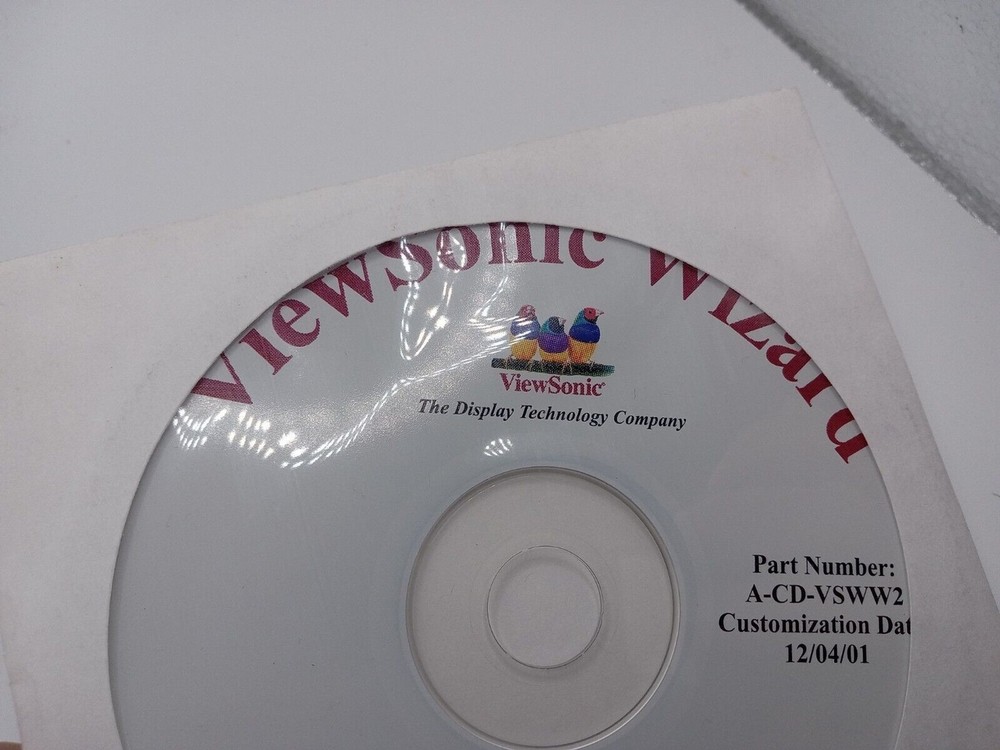 ViewSonic Wizard
ViewSonic
The Display Technology Company
Part Number:
A-CD-VSWW2
Customization Dat
12/04/01